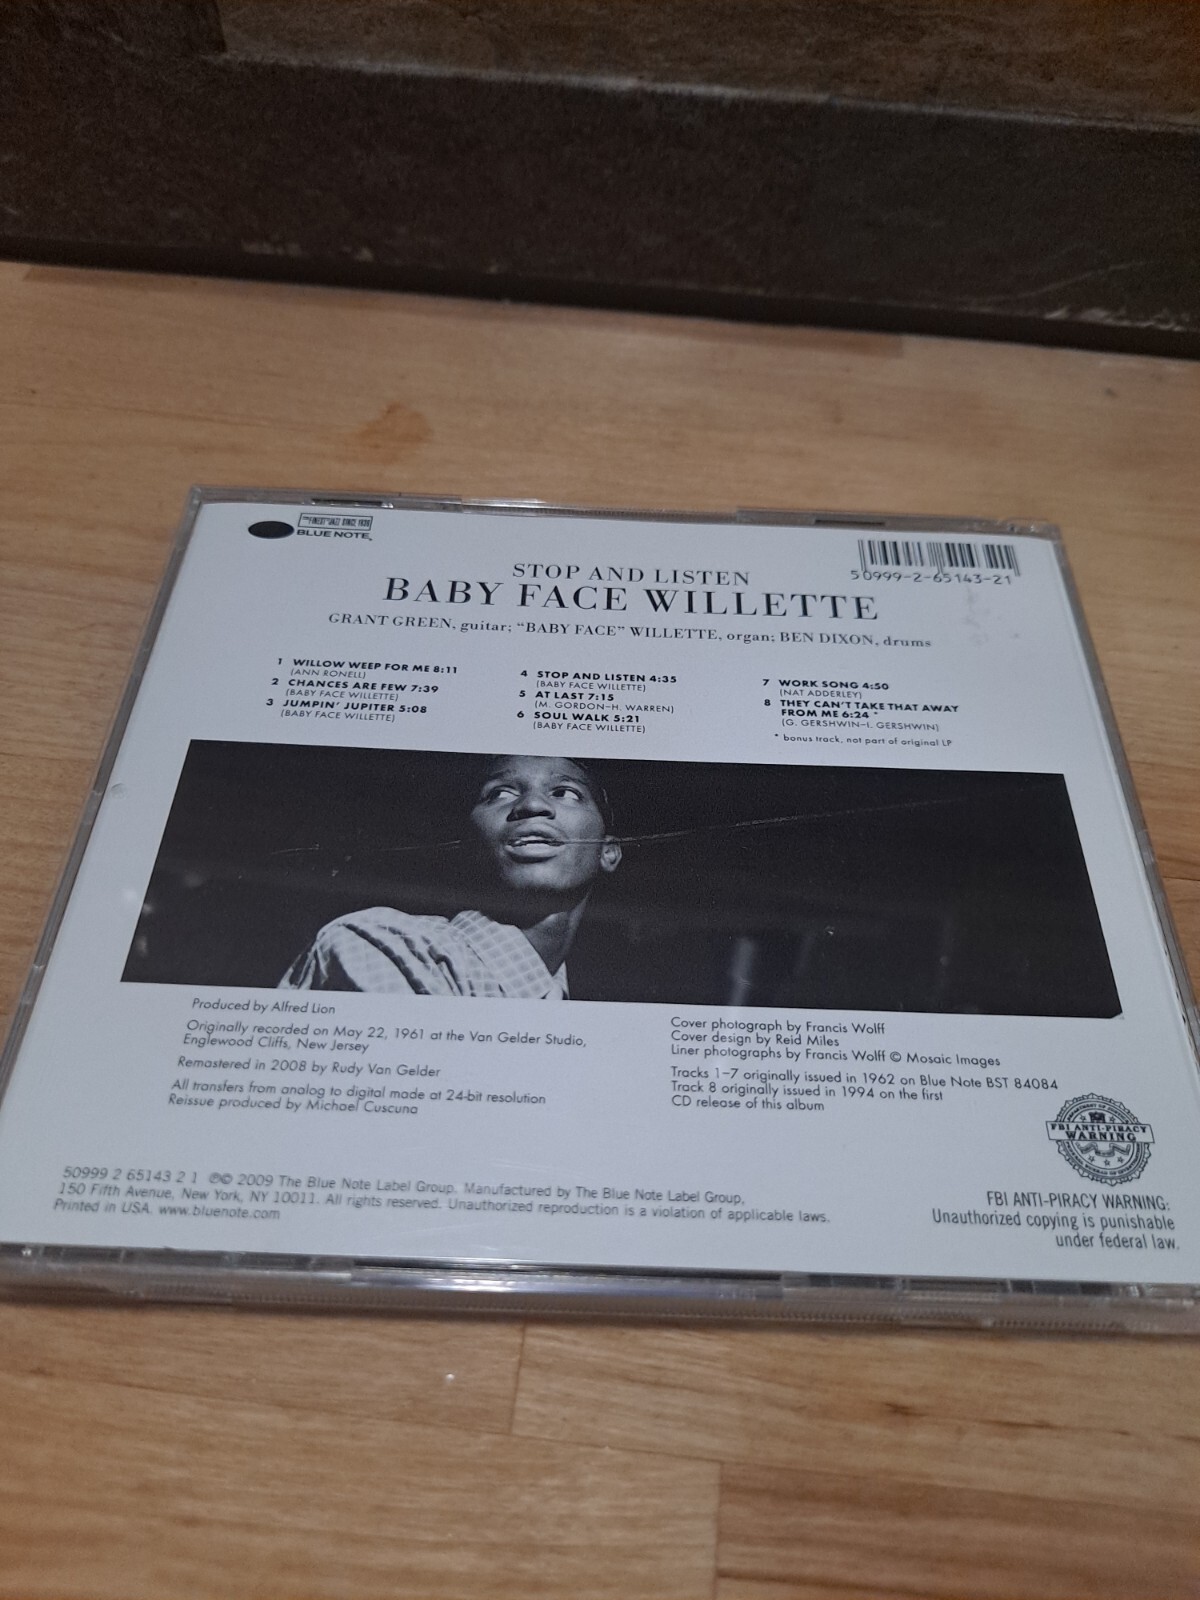 THE FINEST IN JAZZ SINCE 1939
BLUE NOTE
50999-2-65143-21
STOP AND LISTEN
BABY FACE WILLETTE
GRANT GREEN, guitar; “BABY FACE” WILLETTE, organ; BEN DIXON, drums
1 WILLOW WEEP FOR ME 8:11
(ANN RONELL)
2 CHANCES ARE FEW 7:39
(BABY FACE WILLETTE)
3 JUMPIN' JUPITER 5:08
(BABY FACE WILLETTE)
4 STOP AND LISTEN 4:35
(BABY FACE WILLETTE)
5 AT LAST 7:15
(M. GORDON–H. WARREN)
6 SOUL WALK 5:21
(BABY FACE WILLETTE)
7 WORK SONG 4:50
(NAT ADDERLEY)
8 THEY CAN'T TAKE THAT AWAY
FROM ME 6:24 *
(G. GERSHWIN–I. GERSHWIN)
* bonus track, not part of original LP
Produced by Alfred Lion
Originally recorded on May 22, 1961 at the Van Gelder Studio,
Englewood Cliffs, New Jersey
Remastered in 2008 by Rudy Van Gelder
All transfers from analog to digital made at 24-bit resolution
Reissue produced by Michael Cuscuna
Cover photograph by Francis Wolff
Cover design by Reid Miles
Liner photographs by Francis Wolff © Mosaic Images
Tracks 1–7 originally issued in 1962 on Blue Note BST 84084
Track 8 originally issued in 1994 on the first
CD release of this album
FBI ANTI-PIRACY
WARNING
50999 2 65143 2 1 ℗© 2009 The Blue Note Label Group. Manufactured by The Blue Note Label Group,
150 Fifth Avenue, New York, NY 10011. All rights reserved. Unauthorized reproduction is a violation of applicable laws.
Printed in USA. www.bluenote.com
FBI ANTI-PIRACY WARNING:
Unauthorized copying is punishable
under federal law.